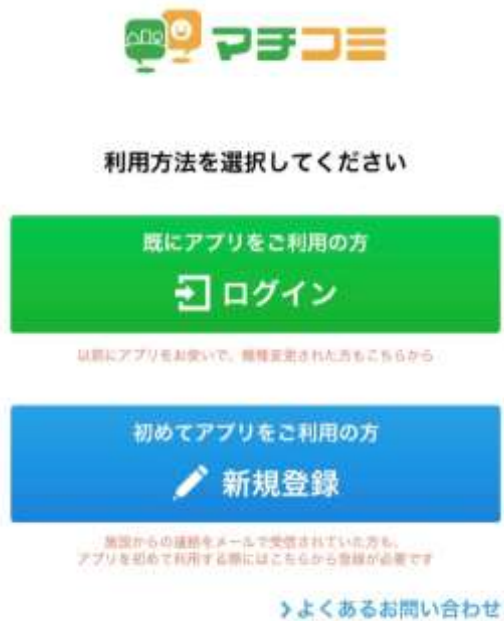 マチコミ
利用方法を選択してください
既にアプリをご利用の方
ログイン
以前にアプリをお使いで、機種変更された方もこちらから
初めてアプリをご利用の方
新規登録
施設からの連絡をメールで受信されていた方も、
アプリを初めて利用する際にはこちらから登録が必要です
よくあるお問い合わせ